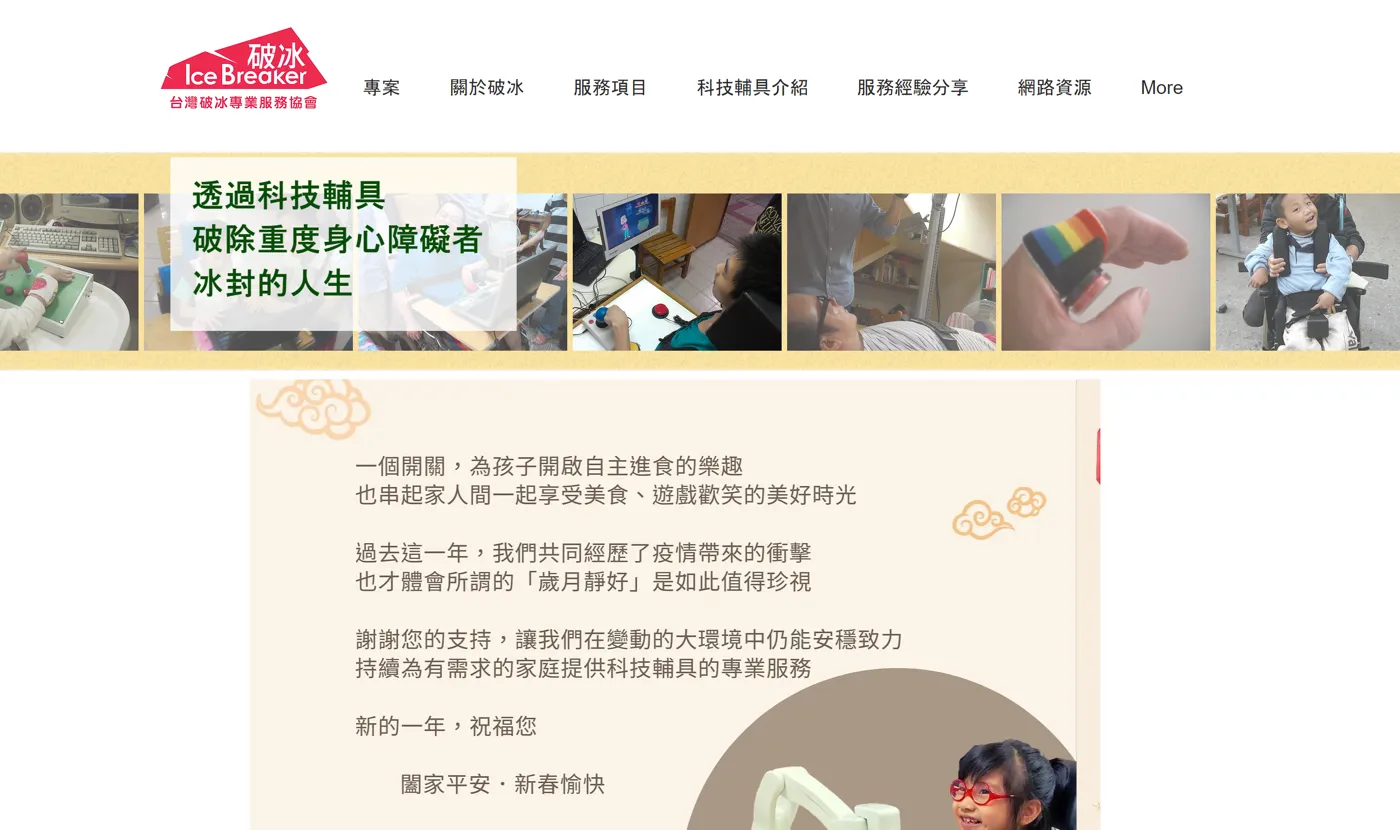 破冰
Ice Breaker
台灣破冰專業服務協會
專案
關於破冰
服務項目
科技輔具介紹
服務經驗分享
網路資源
More
透過科技輔具
破除重度身心障礙者
冰封的人生
一個開關，為孩子開啟自主進食的樂趣
也串起家人間一起享受美食、遊戲歡笑的美好時光
過去這一年，我們共同經歷了疫情帶來的衝擊
也才體會所謂的「歲月靜好」是如此值得珍視
謝謝您的支持，讓我們在變動的大環境中仍能安穩致力
持續為有需求的家庭提供科技輔具的專業服務
新的一年，祝福您
闔家平安．新春愉快